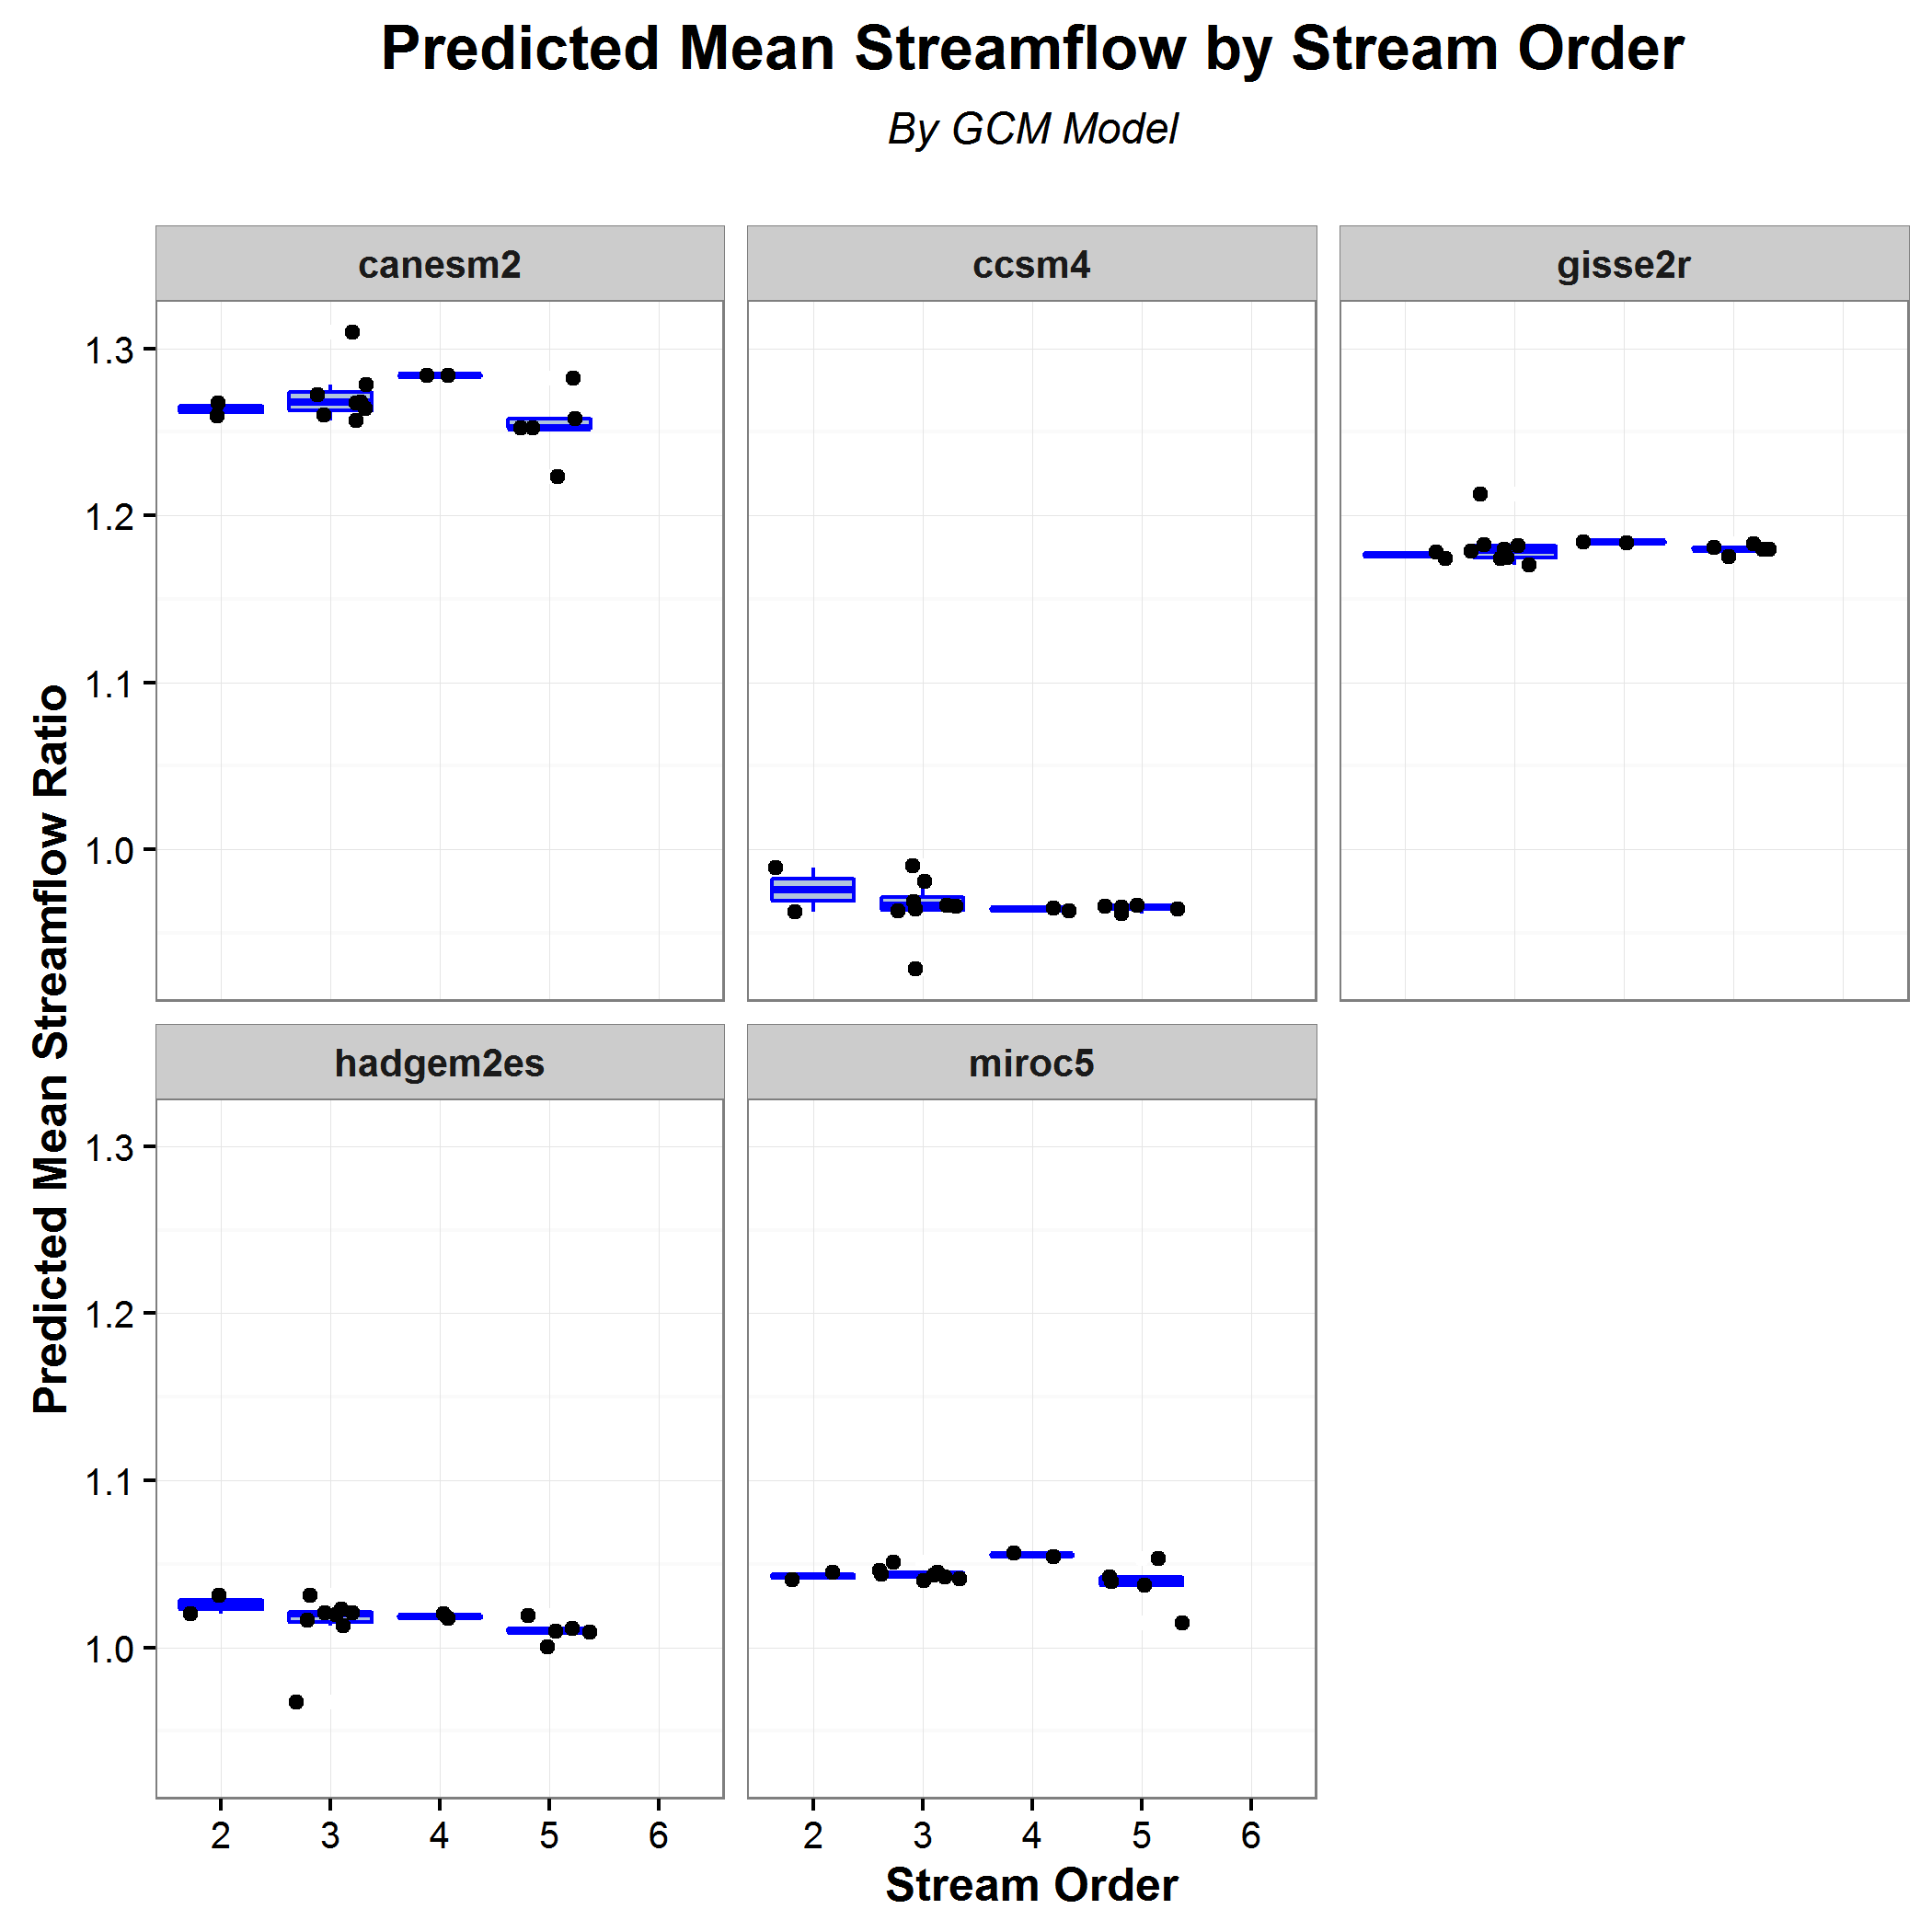 Predicted Mean Streamflow by Stream Order
By GCM Model
canesm2
ccsm4
gisse2r
1.3
1.2
1.1
1.0
Predicted Mean Streamflow Ratio
hadgem2es
miroc5
1.3
1.2
1.1
1.0
2 3 4 5 6
2 3 4 5 6
Stream Order